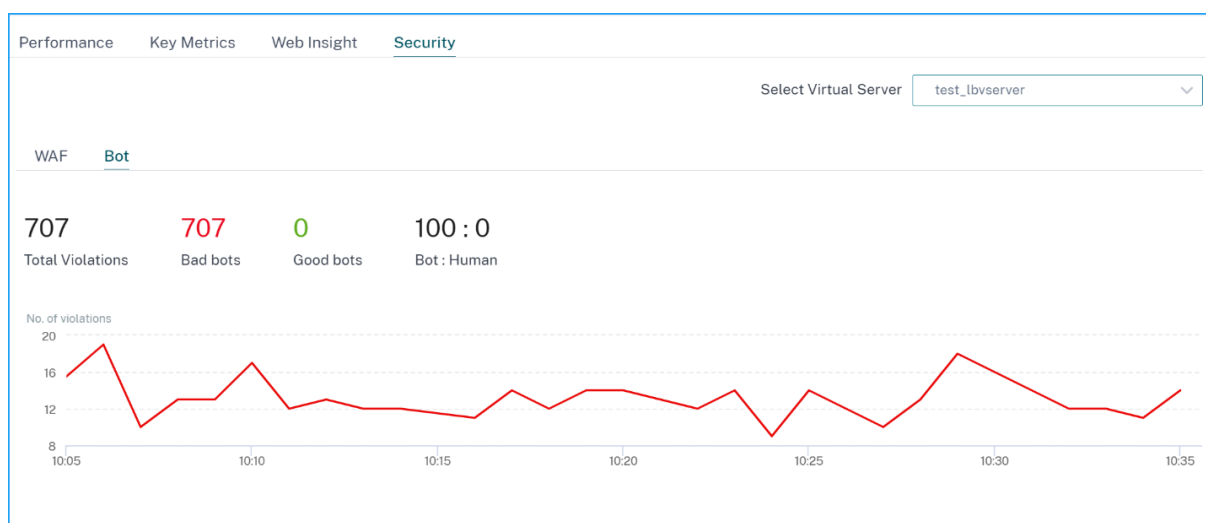 Performance Key Metrics Web Insight Security
Select Virtual Server test_lbvserver
WAF Bot
707 707 0 100 : 0
Total Violations Bad bots Good bots Bot : Human
No. of violations
20
16
12
8
10:05 10:10 10:15 10:20 10:25 10:30 10:35